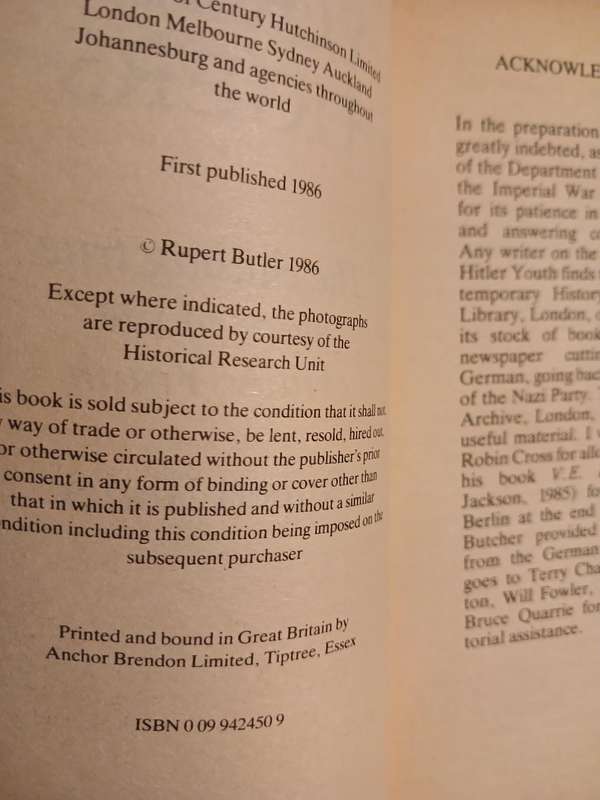 of Century Hutchinson Limited
London Melbourne Sydney Auckland
Johannesburg and agencies throughout
the world
First published 1986
© Rupert Butler 1986
Except where indicated, the photographs
are reproduced by courtesy of the
Historical Research Unit
is book is sold subject to the condition that it shall not,
way of trade or otherwise, be lent, resold, hired out,
or otherwise circulated without the publisher's prior
consent in any form of binding or cover other than
that in which it is published and without a similar
ndition including this condition being imposed on the
subsequent purchaser
Printed and bound in Great Britain by
Anchor Brendon Limited, Tiptree, Essex
ISBN 0 09 942450 9
ACKNOWLE
In the preparation
greatly indebted, as
of the Department
the Imperial War
for its patience in
and answering co
Any writer on the
Hitler Youth finds
temporary History
Library, London,
its stock of book
newspaper cuttin
German, going back
of the Nazi Party.
Archive, London,
useful material. I
Robin Cross for allo
his book V.E.
Jackson, 1985) fo
Berlin at the end
Butcher provided
from the German
goes to Terry Cha
ton, Will Fowler,
Bruce Quarrie for
torial assistance.